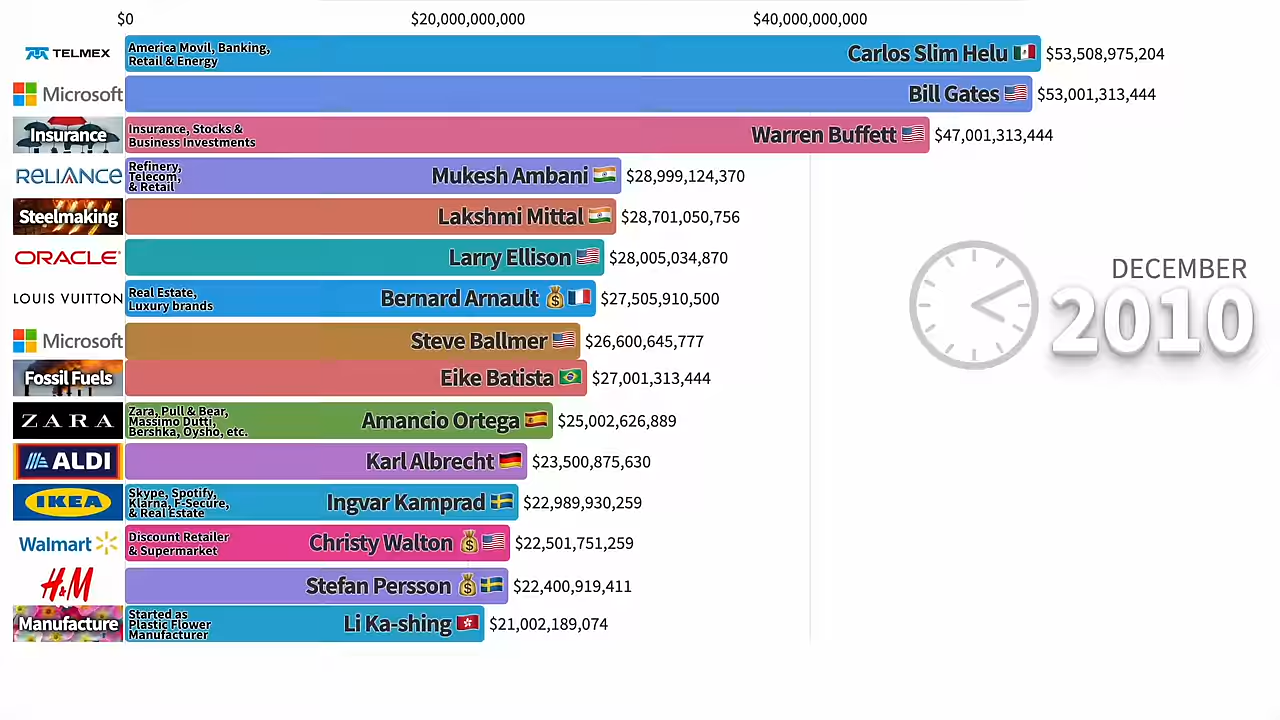 $0 $20,000,000,000 $40,000,000,000
TELMEX America Movil, Banking,
Retail & Energy Carlos Slim Helu $53,508,975,204
Microsoft Bill Gates $53,001,313,444
Insurance Insurance, Stocks &
Business Investments Warren Buffett $47,001,313,444
RELIANCE Refinery,
Telecom,
& Retail Mukesh Ambani $28,999,124,370
Steelmaking Lakshmi Mittal $28,701,050,756
ORACLE Larry Ellison $28,005,034,870
LOUIS VUITTON Real Estate,
Luxury brands Bernard Arnault $27,505,910,500
Microsoft Steve Ballmer $26,600,645,777
Fossil Fuels Eike Batista $27,001,313,444
ZARA Zara, Pull & Bear,
Massimo Dutti,
Bershka, Oysho, etc. Amancio Ortega $25,002,626,889
ALDI Karl Albrecht $23,500,875,630
IKEA Skype, Spotify,
Klarna, F-Secure,
& Real Estate Ingvar Kamprad $22,989,930,259
Walmart Discount Retailer
& Supermarket Christy Walton $22,501,751,259
H&M Stefan Persson $22,400,919,411
Manufacture Started as
Plastic Flower
Manufacturer Li Ka-shing $21,002,189,074
DECEMBER
2010